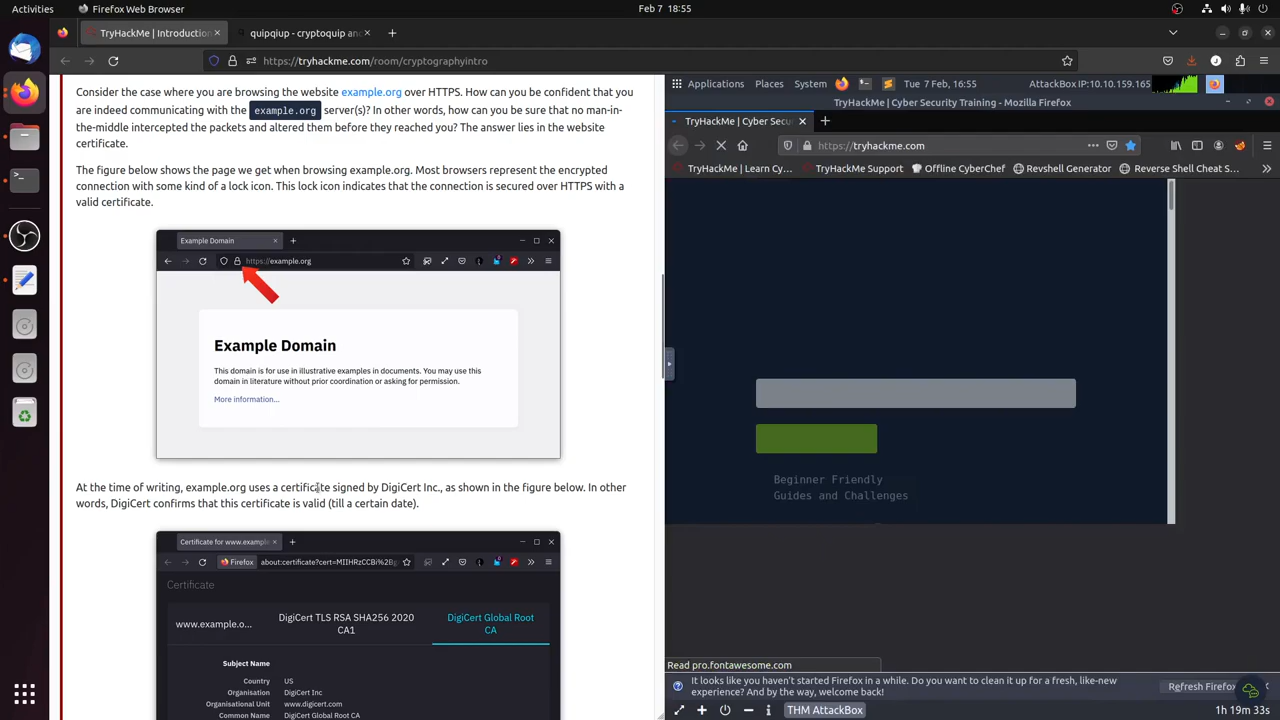 Activities
Firefox Web Browser
Feb 7 18:55
TryHackMe | Introduction
quipqiup - cryptoquip and
https://tryhackme.com/room/cryptographyintro
Consider the case where you are browsing the website example.org over HTTPS. How can you be confident that you
are indeed communicating with the example.org server(s)? In other words, how can you be sure that no man-in-
the-middle intercepted the packets and altered them before they reached you? The answer lies in the website
certificate.
The figure below shows the page we get when browsing example.org. Most browsers represent the encrypted
connection with some kind of a lock icon. This lock icon indicates that the connection is secured over HTTPS with a
valid certificate.
Example Domain
https://example.org
Example Domain
This domain is for use in illustrative examples in documents. You may use this
domain in literature without prior coordination or asking for permission.
More information...
At the time of writing, example.org uses a certificate signed by DigiCert Inc., as shown in the figure below. In other
words, DigiCert confirms that this certificate is valid (till a certain date).
Certificate for www.example
Firefox
about:certificate?cert=MIIHRzCCBi%2B
Certificate
www.example.o...
DigiCert TLS RSA SHA256 2020
CA1
DigiCert Global Root
CA
Subject Name
Country US
Organisation DigiCert Inc
Organisational Unit www.digicert.com
Common Name DigiCert Global Root CA
Applications
Places
System
IP:10.10.10.165
TryHackMe | Cyber Security Training - Mozilla Firefox
TryHackMe | Cyber Secu
https://tryhackme.com
TryHackMe | Learn Cy...
TryHackMe Support
Offline CyberChef
Reverse Shell Cheat S...
Beginner Friendly
Guides and Challenges
Read pro.fontawesome.com
It looks like you haven't started Firefox in a while. Do you want to clean it up for a fresh, like-new
experience? And by the way, welcome back!
Refresh Firefox
THM AttackBox
1h 19m 33s